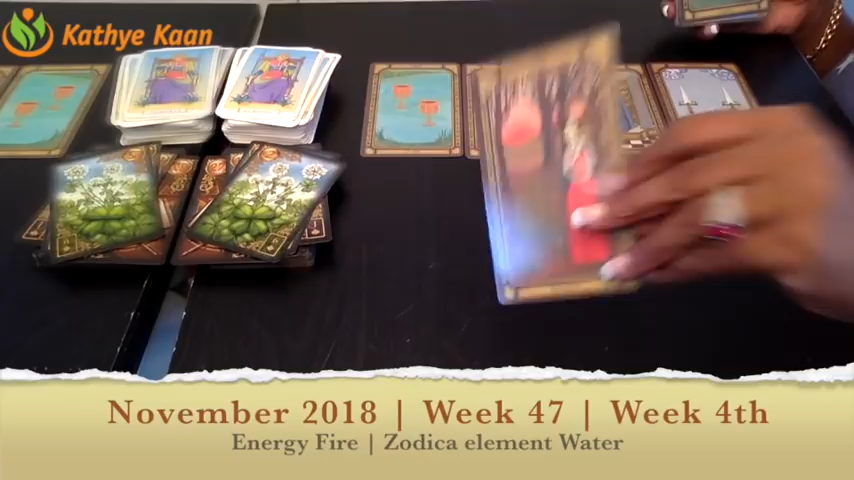 Kathye Kaan
November 2018 | Week 47 | Week 4th
Energy Fire | Zodica element Water